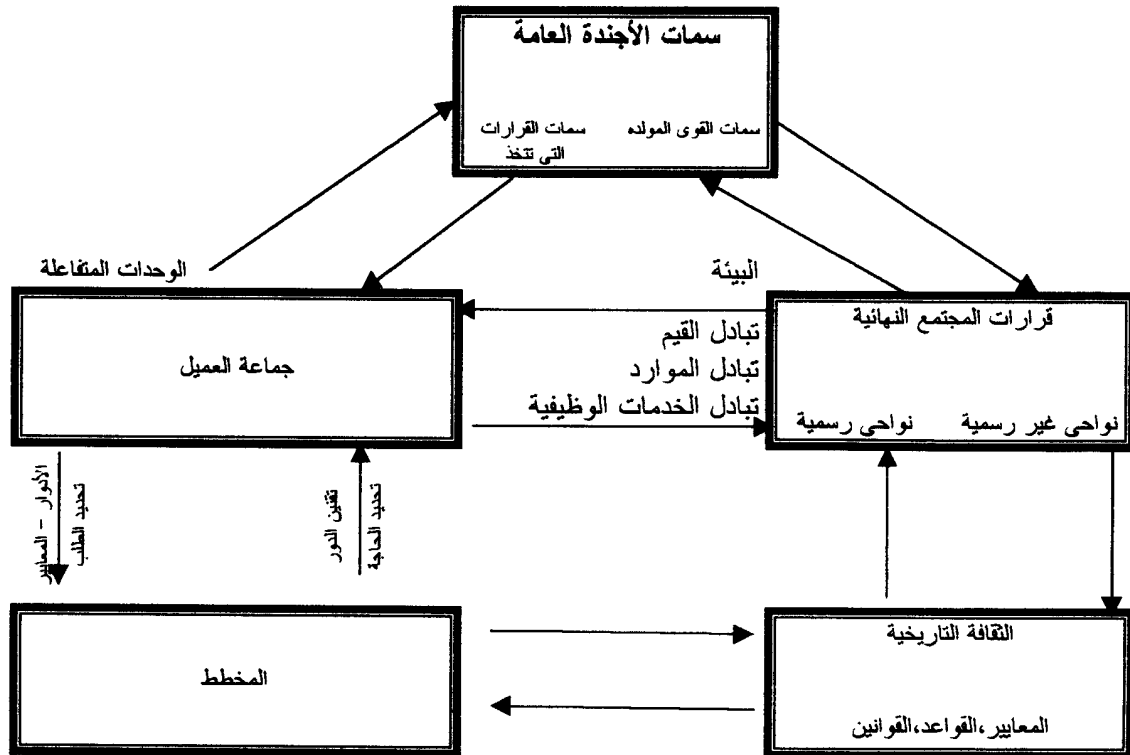 سمات الأجندة العامة
سمات القوى المولده
سمات القرارات
التى تتخذ
الوحدات المتفاعلة
البيئة
قرارات المجتمع النهائية
نواحى غير رسمية
نواحى رسمية
تبادل القيم
تبادل الموارد
تبادل الخدمات الوظيفية
جماعة العميل
تحديد الحاجة
تقنين الدور
تحديد الطلب
الأدوار – المعايير
الثقافة التاريخية
المعايير،القواعد،القوانين
المخطط